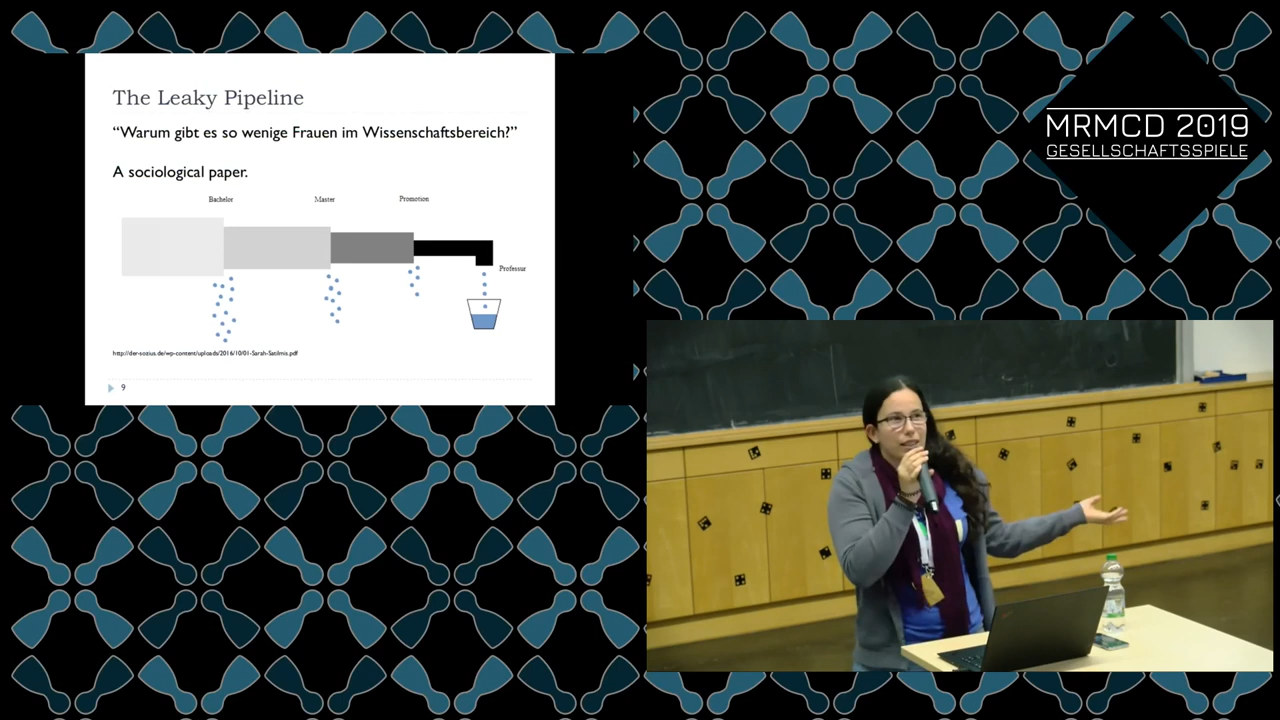 The Leaky Pipeline
“Warum gibt es so wenige Frauen im Wissenschaftsbereich?”
A sociological paper.
Bachelor
Master
Promotion
Professur
http://der-sozius.de/wp-content/uploads/2016/10/01-Sarah-Satilmis.pdf
9
MRMCD 2019
GESELLSCHAFTSSPIELE